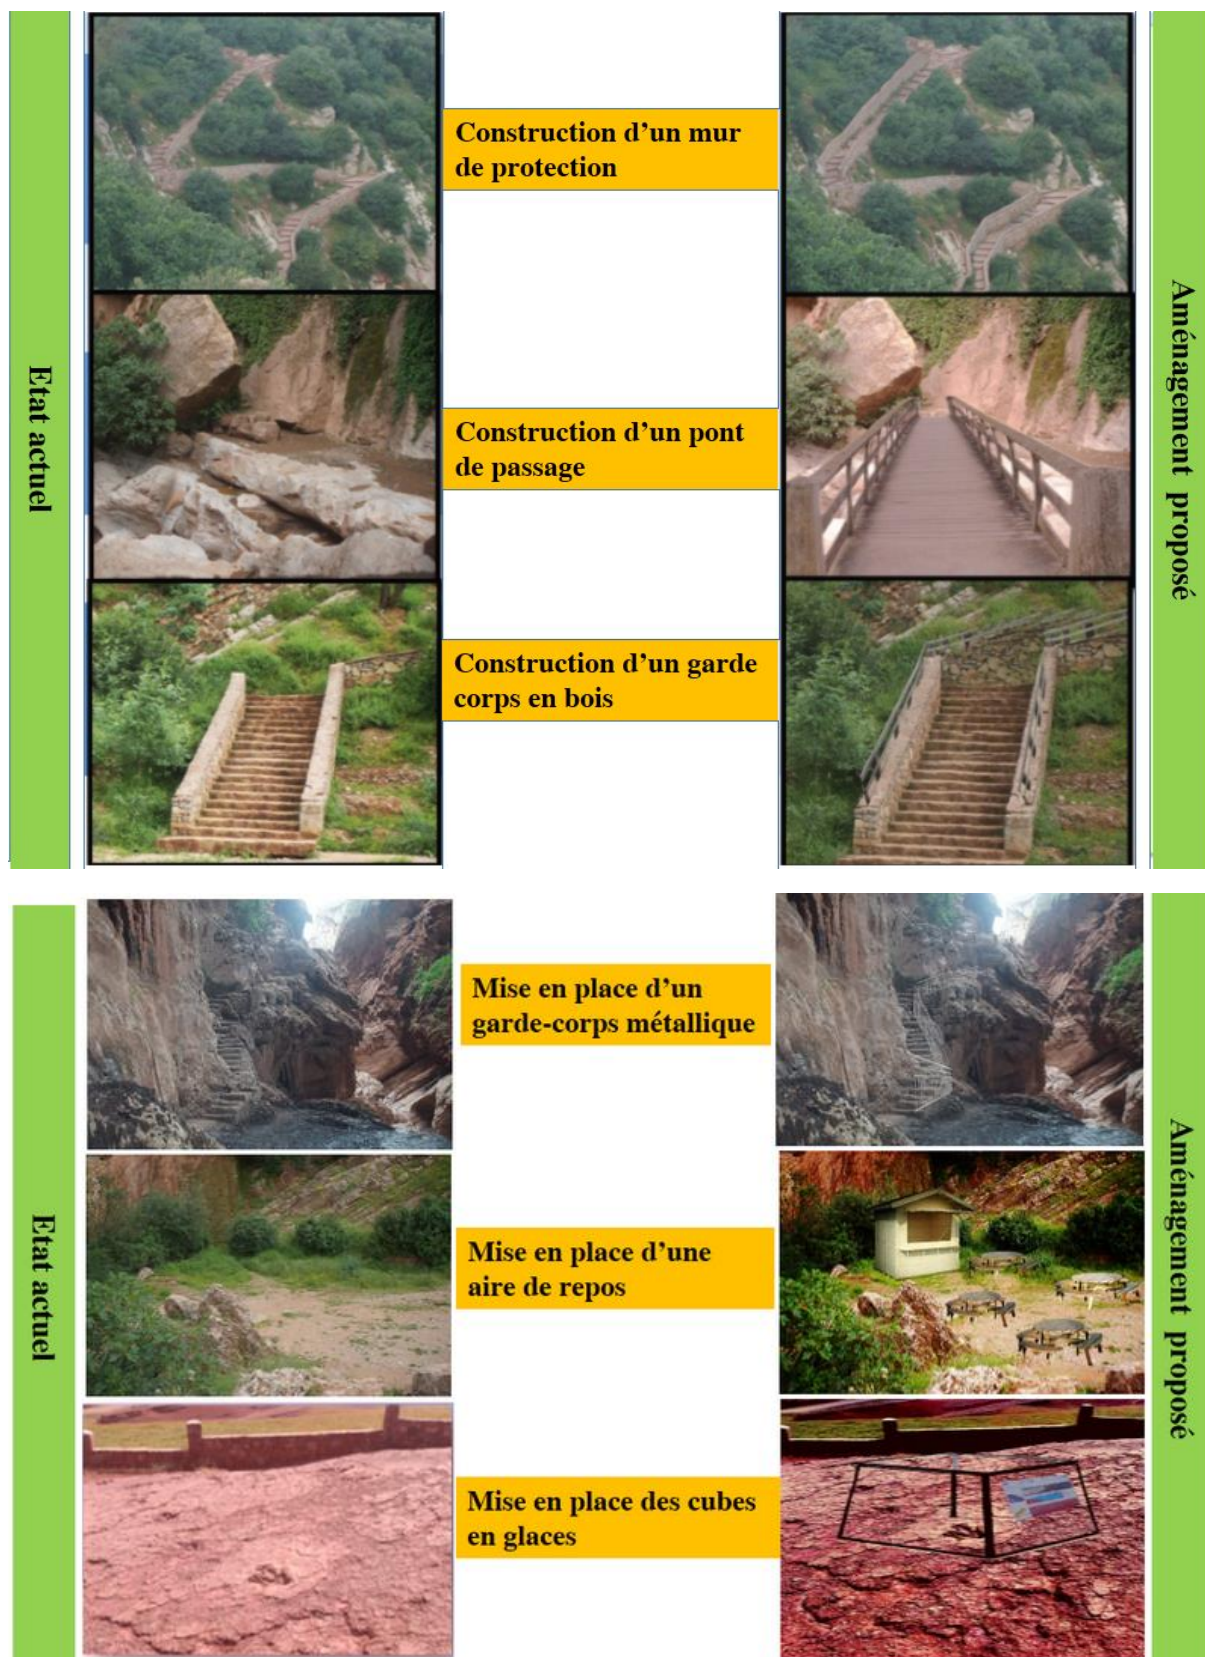 Etat actuel
Construction d’un mur
de protection
Construction d’un pont
de passage
Construction d’un garde
corps en bois
Aménagement proposé
Etat actuel
Mise en place d’un
garde-corps métallique
Mise en place d’une
aire de repos
Mise en place des cubes
en glaces
Aménagement proposé